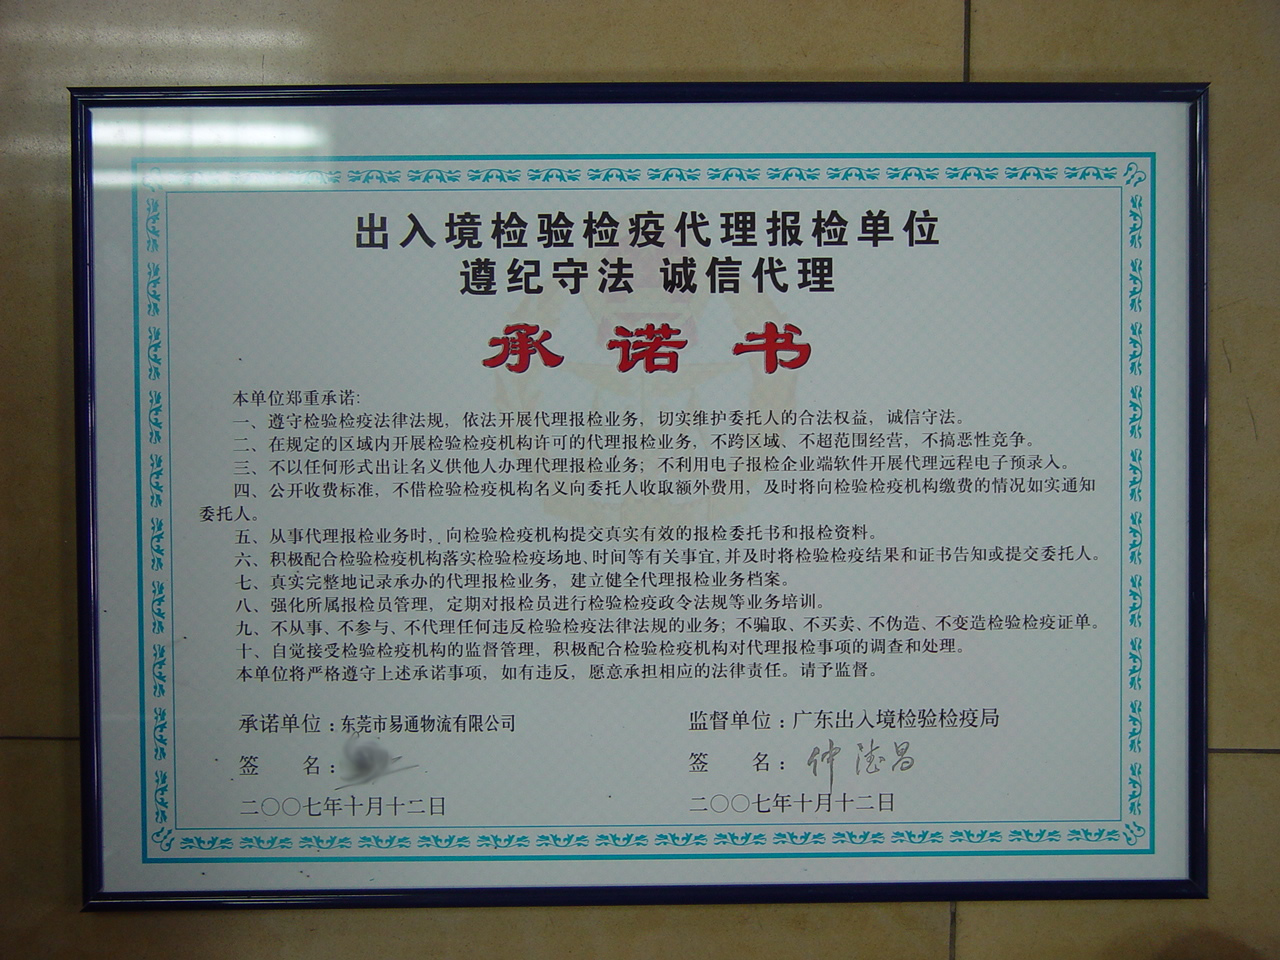 出入境检验检疫代理报检单位
遵纪守法 诚信代理
承诺书
本单位郑重承诺:
一、遵守检验检疫法律法规，依法开展代理报检业务，切实维护委托人的合法权益，诚信守法。
二、在规定的区域内开展检验检疫机构许可的代理报检业务，不跨区域、不超范围经营，不搞恶性竞争。
三、不以任何形式出让名义供他人办理代理报检业务；不利用电子报检企业端软件开展代理远程电子预录入。
四、公开收费标准，不借检验检疫机构名义向委托人收取额外费用，及时将向检验检疫机构缴费的情况如实通知
委托人。
五、从事代理报检业务时，向检验检疫机构提交真实有效的报检委托书和报检资料。
六、积极配合检验检疫机构落实检验检疫场地、时间等有关事宜,并及时将检验检疫结果和证书告知或提交委托人。
七、真实完整地记录承办的代理报检业务，建立健全代理报检业务档案。
八、强化所属报检员管理，定期对报检员进行检验检疫政令法规等业务培训。
九、不从事、不参与、不代理任何违反检验检疫法律法规的业务；不骗取、不买卖、不伪造、不变造检验检疫证单。
十、自觉接受检验检疫机构的监督管理，积极配合检验检疫机构对代理报检事项的调查和处理。
本单位将严格遵守上述承诺事项，如有违反，愿意承担相应的法律责任。请予监督。
承诺单位：东莞市易通物流有限公司
签 名：
二〇〇七年十月十二日
监督单位：广东出入境检验检疫局
签 名：仲德昌
二〇〇七年十月十二日